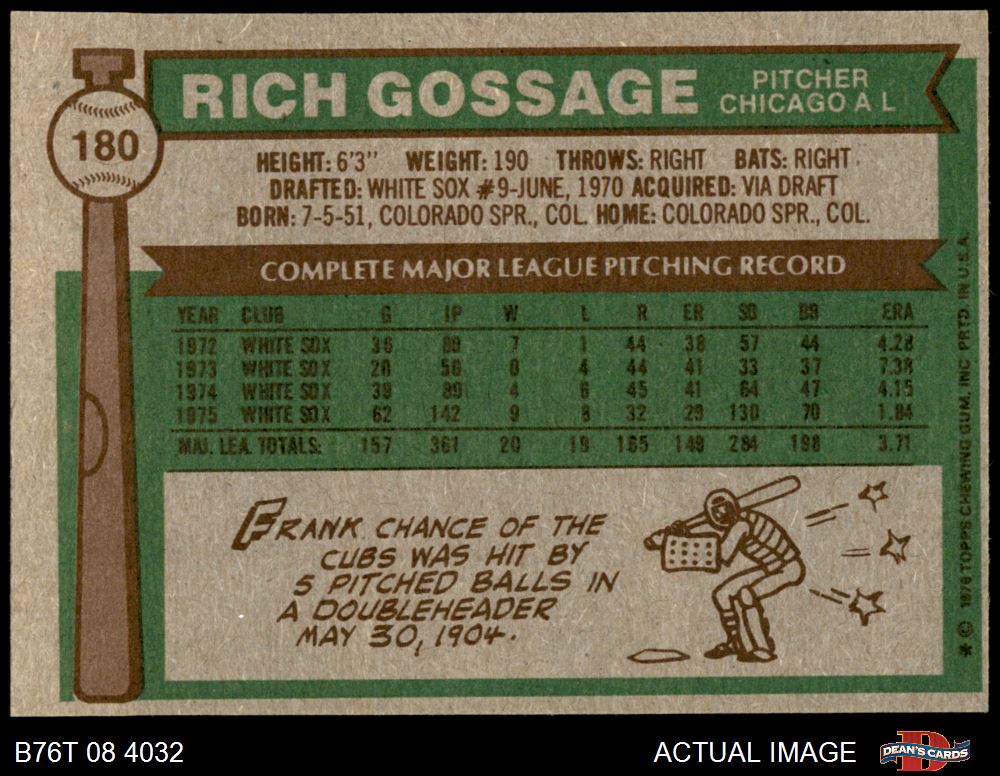 180
RICH GOSSAGE
PITCHER
CHICAGO A L
HEIGHT: 6'3" WEIGHT: 190 THROWS: RIGHT BATS: RIGHT
DRAFTED: WHITE SOX #9-JUNE, 1970 ACQUIRED: VIA DRAFT
BORN: 7-5-51, COLORADO SPR., COL. HOME: COLORADO SPR., COL.
COMPLETE MAJOR LEAGUE PITCHING RECORD
YEAR CLUB G IP W L R ER SO BB ERA
1972 WHITE SOX 36 80 7 1 44 38 57 44 4.28
1973 WHITE SOX 20 50 0 4 44 41 33 37 7.38
1974 WHITE SOX 39 89 4 6 45 41 64 47 4.15
1975 WHITE SOX 62 142 9 8 32 29 130 70 1.84
MAJ. LEA. TOTALS: 157 361 20 19 165 149 284 198 3.71
FRANK CHANCE OF THE
CUBS WAS HIT BY
5 PITCHED BALLS IN
A DOUBLEHEADER
MAY 30, 1904.
* © 1976 TOPPS CHEWING GUM, INC PRTD. IN U.S.A.
B76T 08 4032
ACTUAL IMAGE
D
DEAN'S CARDS